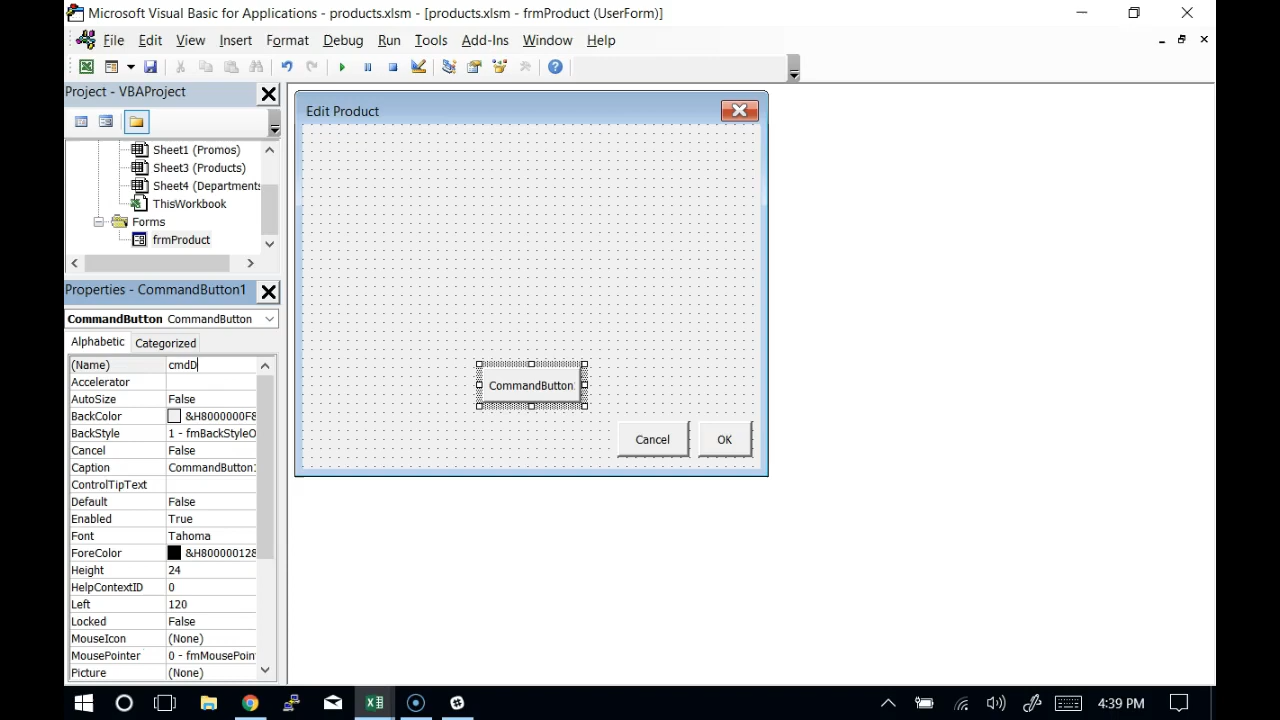 Microsoft Visual Basic for Applications - products.xlsm - [products.xlsm - frmProduct (UserForm)]
File Edit View Insert Format Debug Run Tools Add-Ins Window Help
Project - VBAProject
Sheet1 (Promos)
Sheet3 (Products)
Sheet4 (Departments
ThisWorkbook
Forms
frmProduct
Properties - CommandButton1
CommandButton CommandButton
Alphabetic Categorized
(Name) cmdD
Accelerator
AutoSize False
BackColor &H8000000F&
BackStyle 1 - fmBackStyleO
Cancel False
Caption CommandButton1
ControlTipText
Default False
Enabled True
Font Tahoma
ForeColor &H80000012&
Height 24
HelpContextID 0
Left 120
Locked False
MouseIcon (None)
MousePointer 0 - fmMousePoin
Picture (None)
Edit Product
CommandButton
Cancel OK
4:39 PM